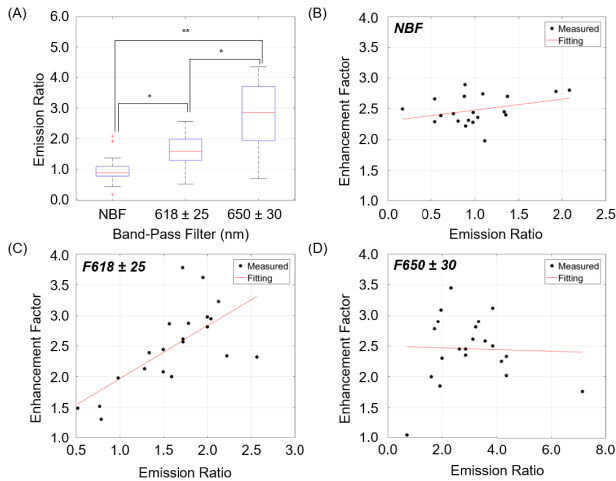 (A)
6.0
5.0
4.0
3.0
2.0
1.0
0.0
Emission Ratio
**
*
*
NBF
618 ± 25
650 ± 30
Band-Pass Filter (nm)
(B)
4.0
3.5
3.0
2.5
2.0
1.5
1.0
Enhancement Factor
NBF
Measured
Fitting
0.0
0.5
1.0
1.5
2.0
2.5
Emission Ratio
(C)
4.0
3.5
3.0
2.5
2.0
1.5
1.0
Enhancement Factor
F618 ± 25
Measured
Fitting
0.5
1.0
1.5
2.0
2.5
3.0
Emission Ratio
(D)
4.0
3.5
3.0
2.5
2.0
1.5
1.0
Enhancement Factor
F650 ± 30
Measured
Fitting
0.0
2.0
4.0
6.0
8.0
Emission Ratio